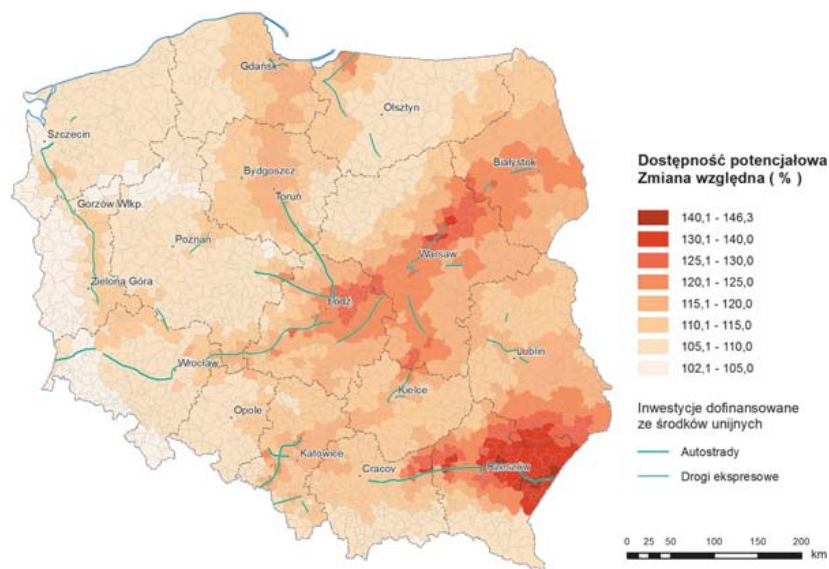 Gdańsk
Olsztyn
Szczecin
Białystok
Bydgoszcz
Toruń
Gorzów Wlkp.
Poznań
Warsaw
Zielona Góra
Łódź
Wrocław
Lublin
Kielce
Opole
Katowice
Cracov
Rzeszów
Dostępność potencjałowa
Zmiana względna ( % )
140,1 - 146,3
130,1 - 140,0
125,1 - 130,0
120,1 - 125,0
115,1 - 120,0
110,1 - 115,0
105,1 - 110,0
102,1 - 105,0
Inwestycje dofinansowane
ze środków unijnych
Autostrady
Drogi ekspresowe
0 25 50 100 150 200
km